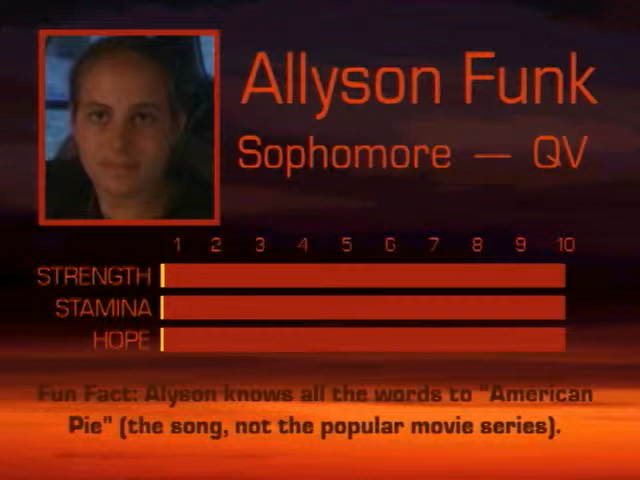 Allyson Funk
Sophomore — QV
1 2 3 4 5 6 7 8 9 10
STRENGTH
STAMINA
HOPE
Fun Fact: Alyson knows all the words to "American
Pie" (the song, not the popular movie series).